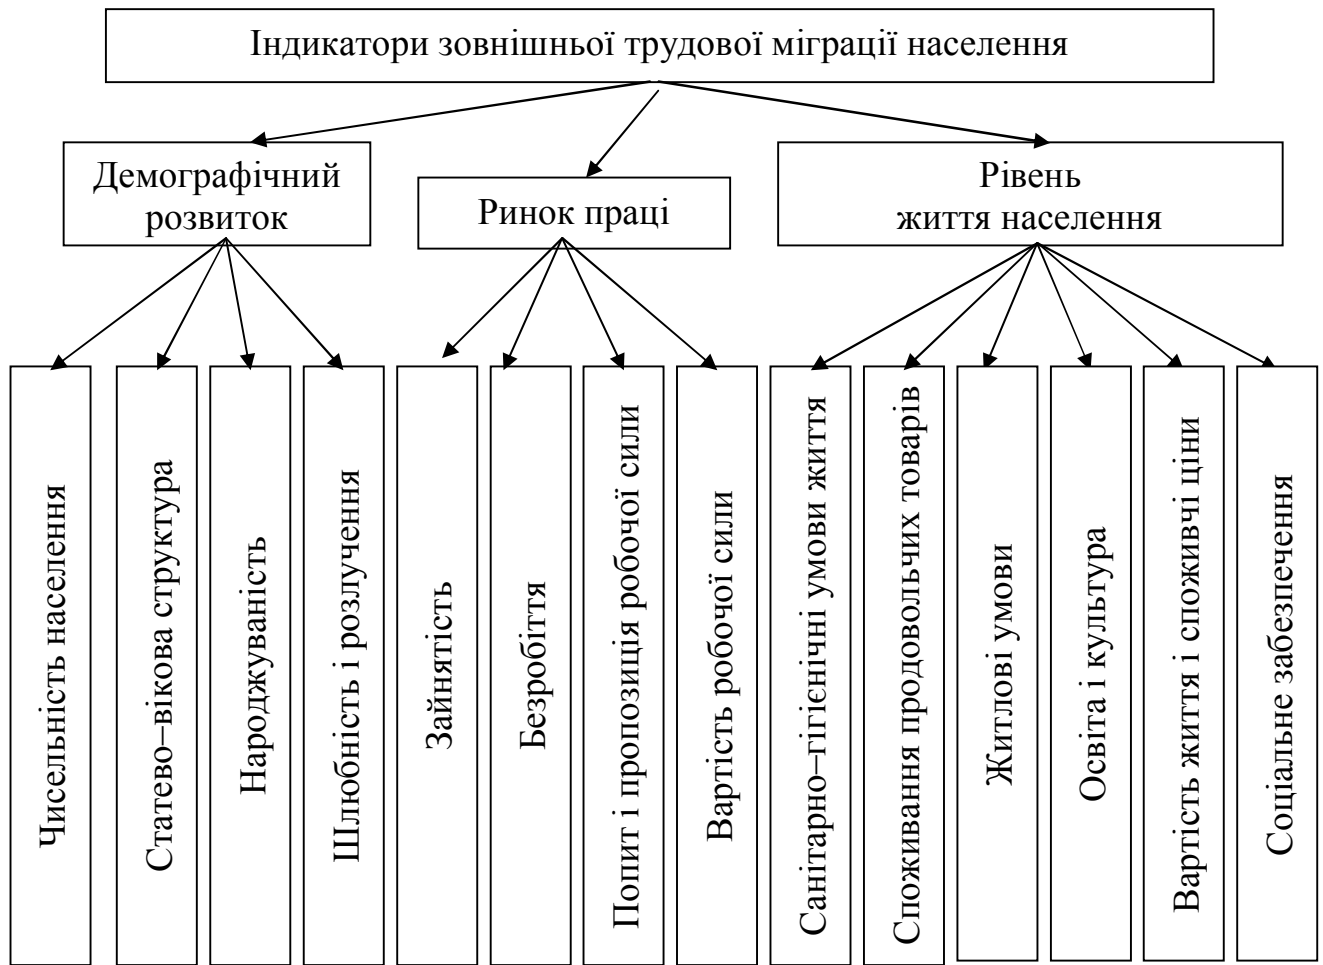 Індикатори зовнішньої трудової міграції населення
Демографічний
розвиток
Ринок праці
Рівень
життя населення
Чисельність населення
Статево–вікова структура
Народжуваність
Шлюбність і розлучення
Зайнятість
Безробіття
Попит і пропозиція робочої сили
Вартість робочої сили
Санітарно–гігієнічні умови життя
Споживання продовольчих товарів
Житлові умови
Освіта і культура
Вартість життя і споживчі ціни
Соціальне забезпечення